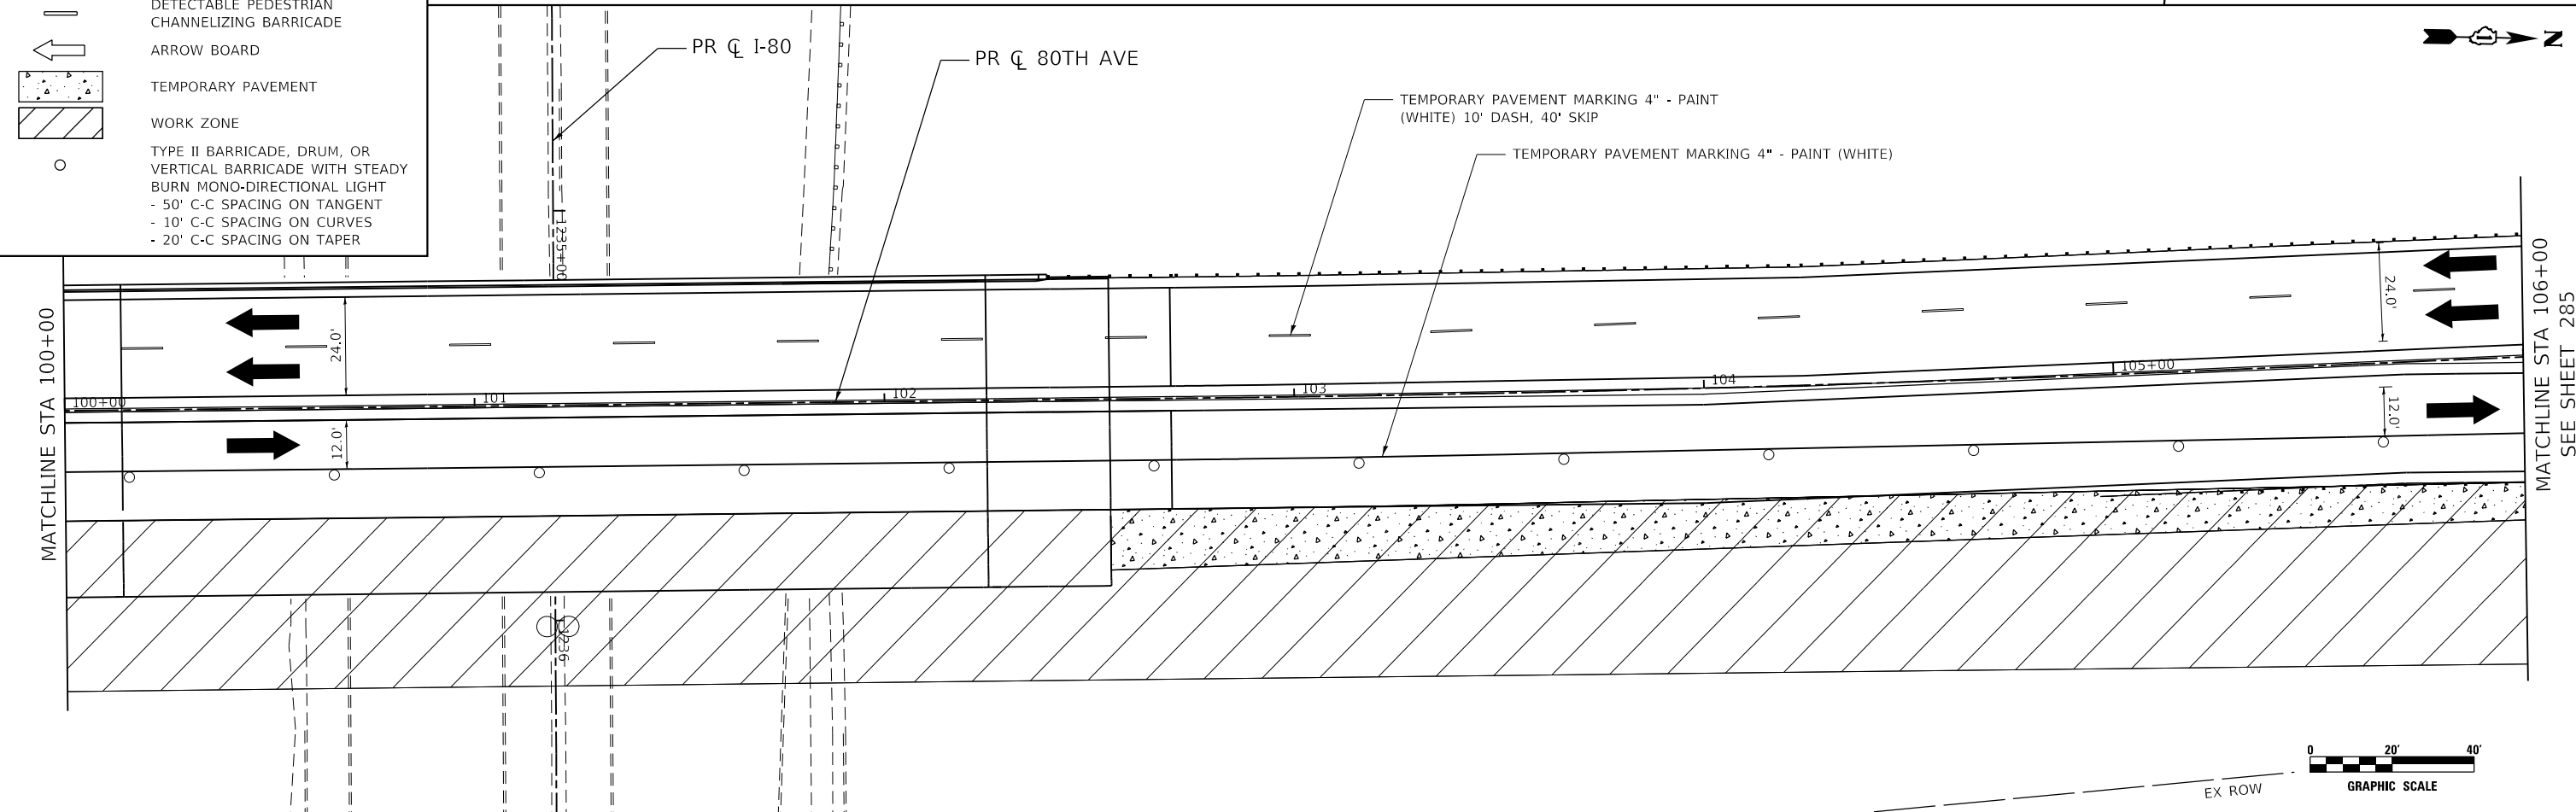 DETECTABLE PEDESTRIAN
CHANNELIZING BARRICADE
ARROW BOARD
TEMPORARY PAVEMENT
WORK ZONE
TYPE II BARRICADE, DRUM, OR
VERTICAL BARRICADE WITH STEADY
BURN MONO-DIRECTIONAL LIGHT
- 50' C-C SPACING ON TANGENT
- 10' C-C SPACING ON CURVES
- 20' C-C SPACING ON TAPER
PR ℄ I-80
PR ℄ 80TH AVE
TEMPORARY PAVEMENT MARKING 4" - PAINT
(WHITE) 10' DASH, 40' SKIP
TEMPORARY PAVEMENT MARKING 4" - PAINT (WHITE)
N
1235+00
MATCHLINE STA 100+00
24.0'
12.0'
100+00
101
102
103
104
105+00
24.0'
12.0'
MATCHLINE STA 106+00
SEE SHEET 285
1236
0 20' 40'
GRAPHIC SCALE
EX ROW